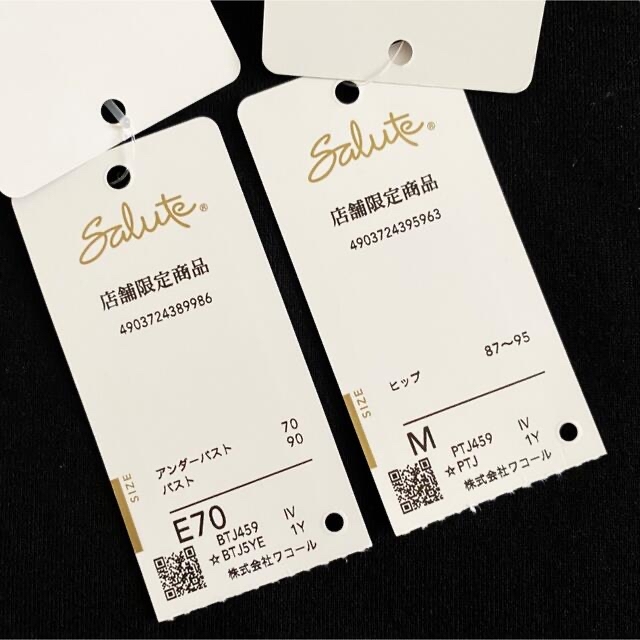 Salute®
店舗限定商品
4903724389986
SIZE
アンダーバスト 70
バスト 90
E70
BTJ459 IV
☆BTJ5YE 1Y
株式会社ワコール
Salute®
店舗限定商品
4903724395963
SIZE
ヒップ 87〜95
M
PTJ459 IV
☆PTJ 1Y
株式会社ワコール